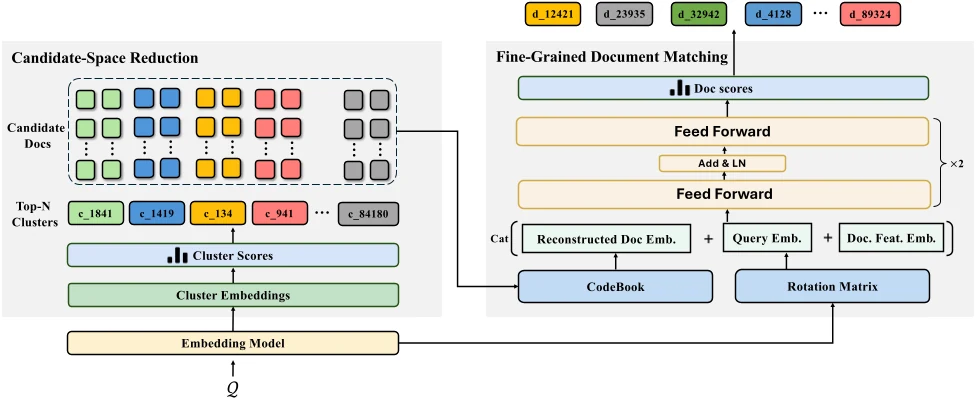 d_12421 d_23935 d_32942 d_4128 ... d_89324
Candidate-Space Reduction
Candidate
Docs
Top-N
Clusters
c_1841 c_1419 c_134 c_941 ... c_84180
Cluster Scores
Cluster Embeddings
Embedding Model
Q
Fine-Grained Document Matching
Doc scores
Feed Forward
Add & LN
×2
Feed Forward
Cat
Reconstructed Doc Emb. + Query Emb. + Doc. Feat. Emb.
CodeBook
Rotation Matrix